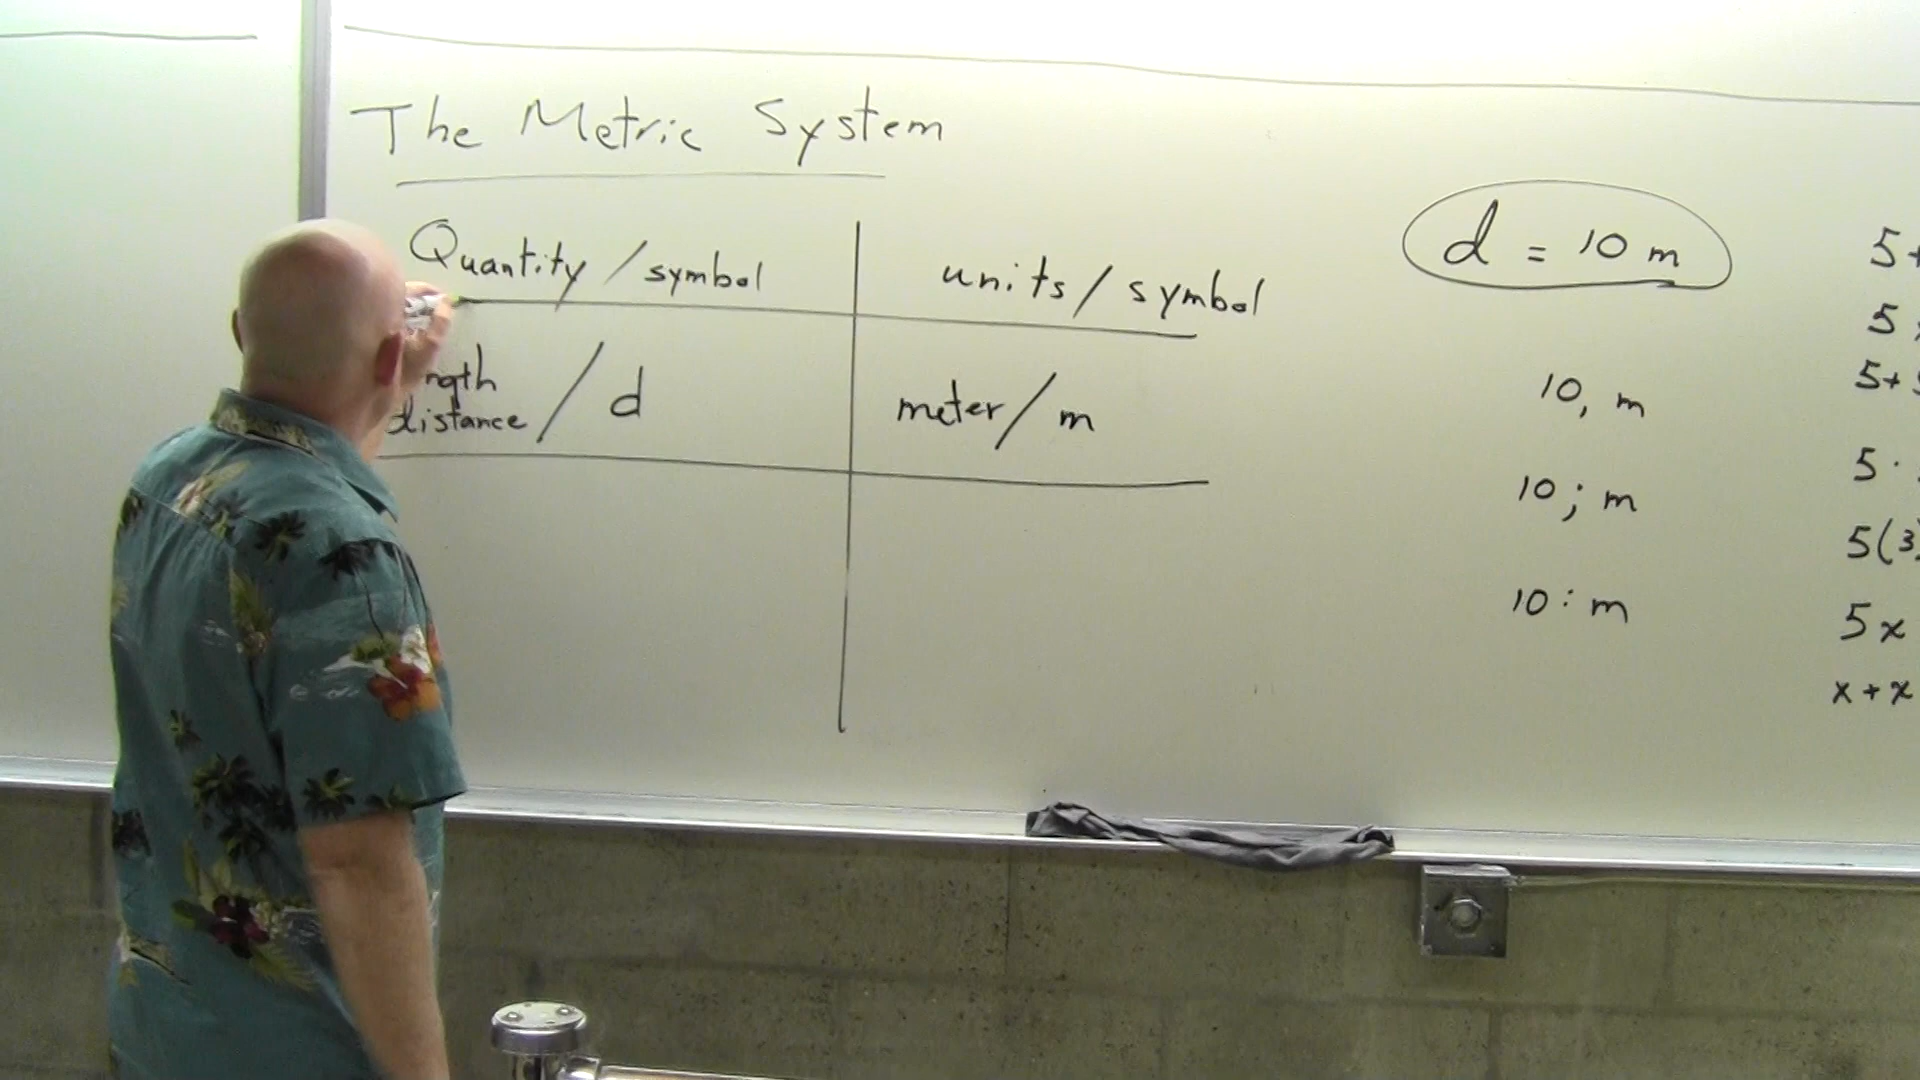 The Metric System
Quantity / symbol
units / symbol
distance / d
meter / m
d = 10 m
10, m
10 ; m
10 : m
5+
5
5+
5 ·
5(3
5x
x + x